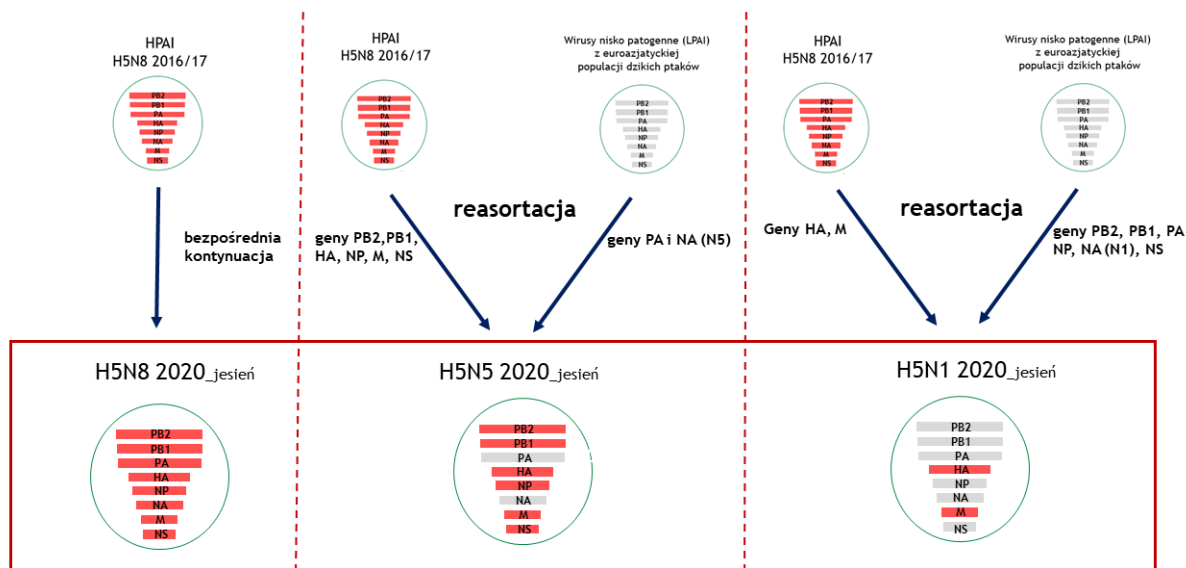 HPAI
H5N8 2016/17
PB2
PB1
PA
HA
NP
NA
M
NS
bezpośrednia
kontynuacja
HPAI
H5N8 2016/17
PB2
PB1
PA
HA
NP
NA
M
NS
Wirusy nisko patogenne (LPAI)
z euroazjatyckiej
populacji dzikich ptaków
PB2
PB1
PA
HA
NP
NA
M
NS
reasortacja
geny PB2,PB1,
HA, NP, M, NS
geny PA i NA (N5)
HPAI
H5N8 2016/17
PB2
PB1
PA
HA
NP
NA
M
NS
Wirusy nisko patogenne (LPAI)
z euroazjatyckiej
populacji dzikich ptaków
PB2
PB1
PA
HA
NP
NA
M
NS
reasortacja
Geny HA, M
geny PB2, PB1, PA
NP, NA (N1), NS
H5N8 2020_jesień
PB2
PB1
PA
HA
NP
NA
M
NS
H5N5 2020_jesień
PB2
PB1
PA
HA
NP
NA
M
NS
H5N1 2020_jesień
PB2
PB1
PA
HA
NP
NA
M
NS